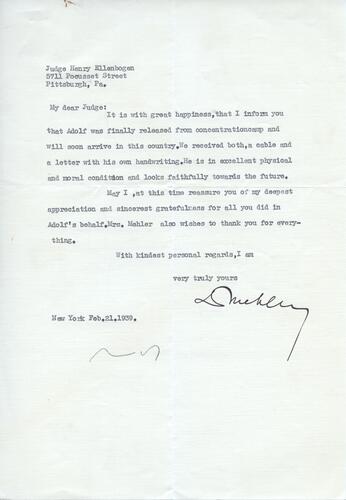 Judge Henry Ellenbogen
5711 Pocusset Street
Pittsburgh, Pa.
My dear Judge:
It is with great happiness,that I inform you
that Adolf was finally released from concentrationcamp and
will soon arrive in this country.We received both,a cable and
a letter with his own handwriting.He is in excellent physical
and moral condition and looks faithfully towards the future.
May I ,at this time reassure you of my deepest
appreciation and sincerest gratefulness for all you did in
Adolf's behalf.Mrs. Mehler also wishes to thank you for every-
thing.
With kindest personal regards,I am
very truly yours
New York Feb.21.1939.